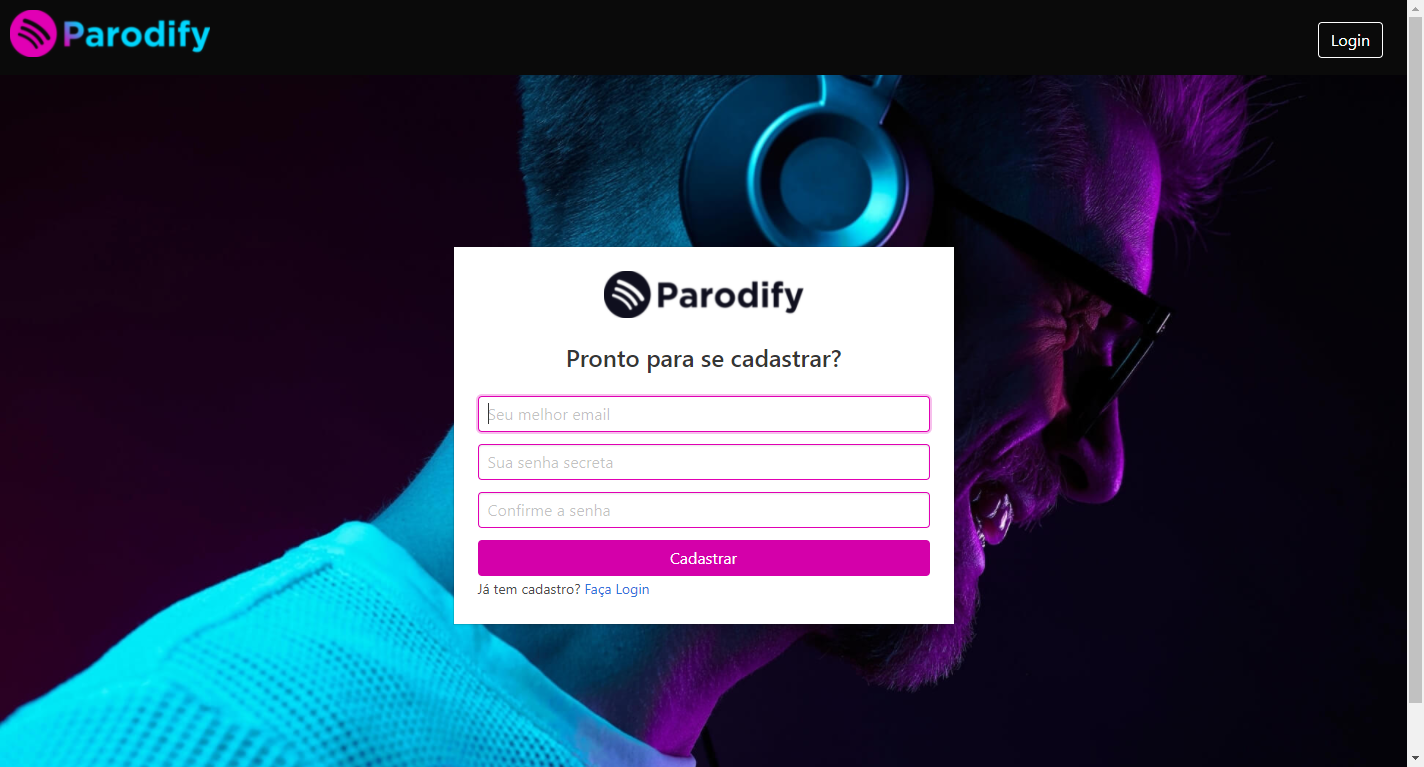 Parodify
Login
Parodify
Pronto para se cadastrar?
Seu melhor email
Sua senha secreta
Confirme a senha
Cadastrar
Já tem cadastro? Faça Login